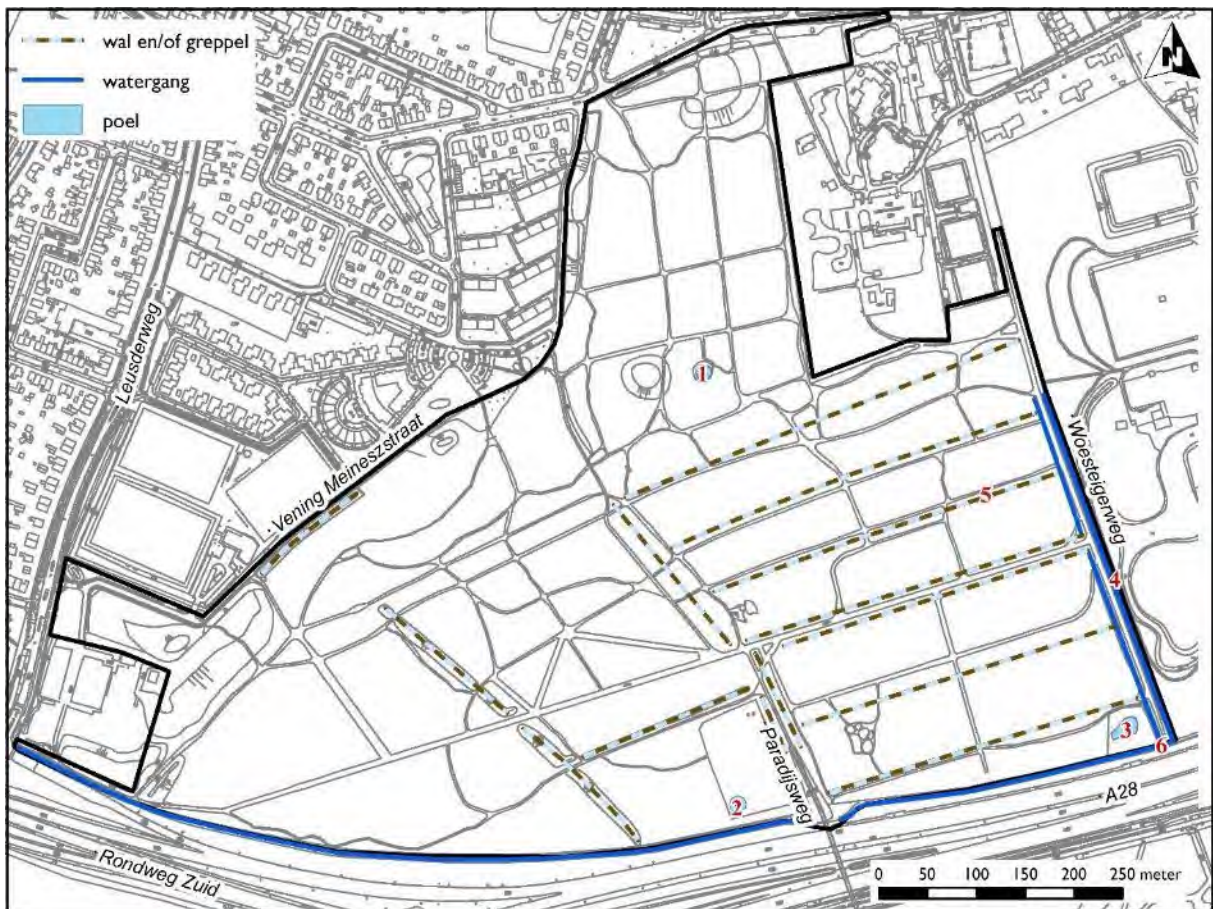 wal en/of greppel
watergang
poel
N
Leusderweg
Vening Meineszstraat
1
Woesteigerweg
5
4
3
6
2
Paradijsweg
A28
Rondweg Zuid
0 50 100 150 200 250 meter